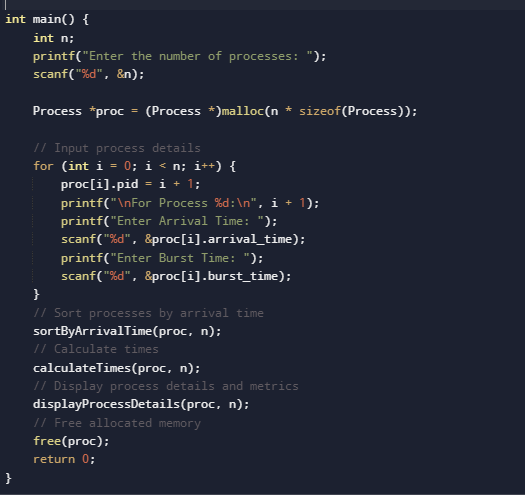 int main() {
    int n;
    printf("Enter the number of processes: ");
    scanf("%d", &n);

    Process *proc = (Process *)malloc(n * sizeof(Process));

    // Input process details
    for (int i = 0; i < n; i++) {
        proc[i].pid = i + 1;
        printf("\nFor Process %d:\n", i + 1);
        printf("Enter Arrival Time: ");
        scanf("%d", &proc[i].arrival_time);
        printf("Enter Burst Time: ");
        scanf("%d", &proc[i].burst_time);
    }
    // Sort processes by arrival time
    sortByArrivalTime(proc, n);
    // Calculate times
    calculateTimes(proc, n);
    // Display process details and metrics
    displayProcessDetails(proc, n);
    // Free allocated memory
    free(proc);
    return 0;
}